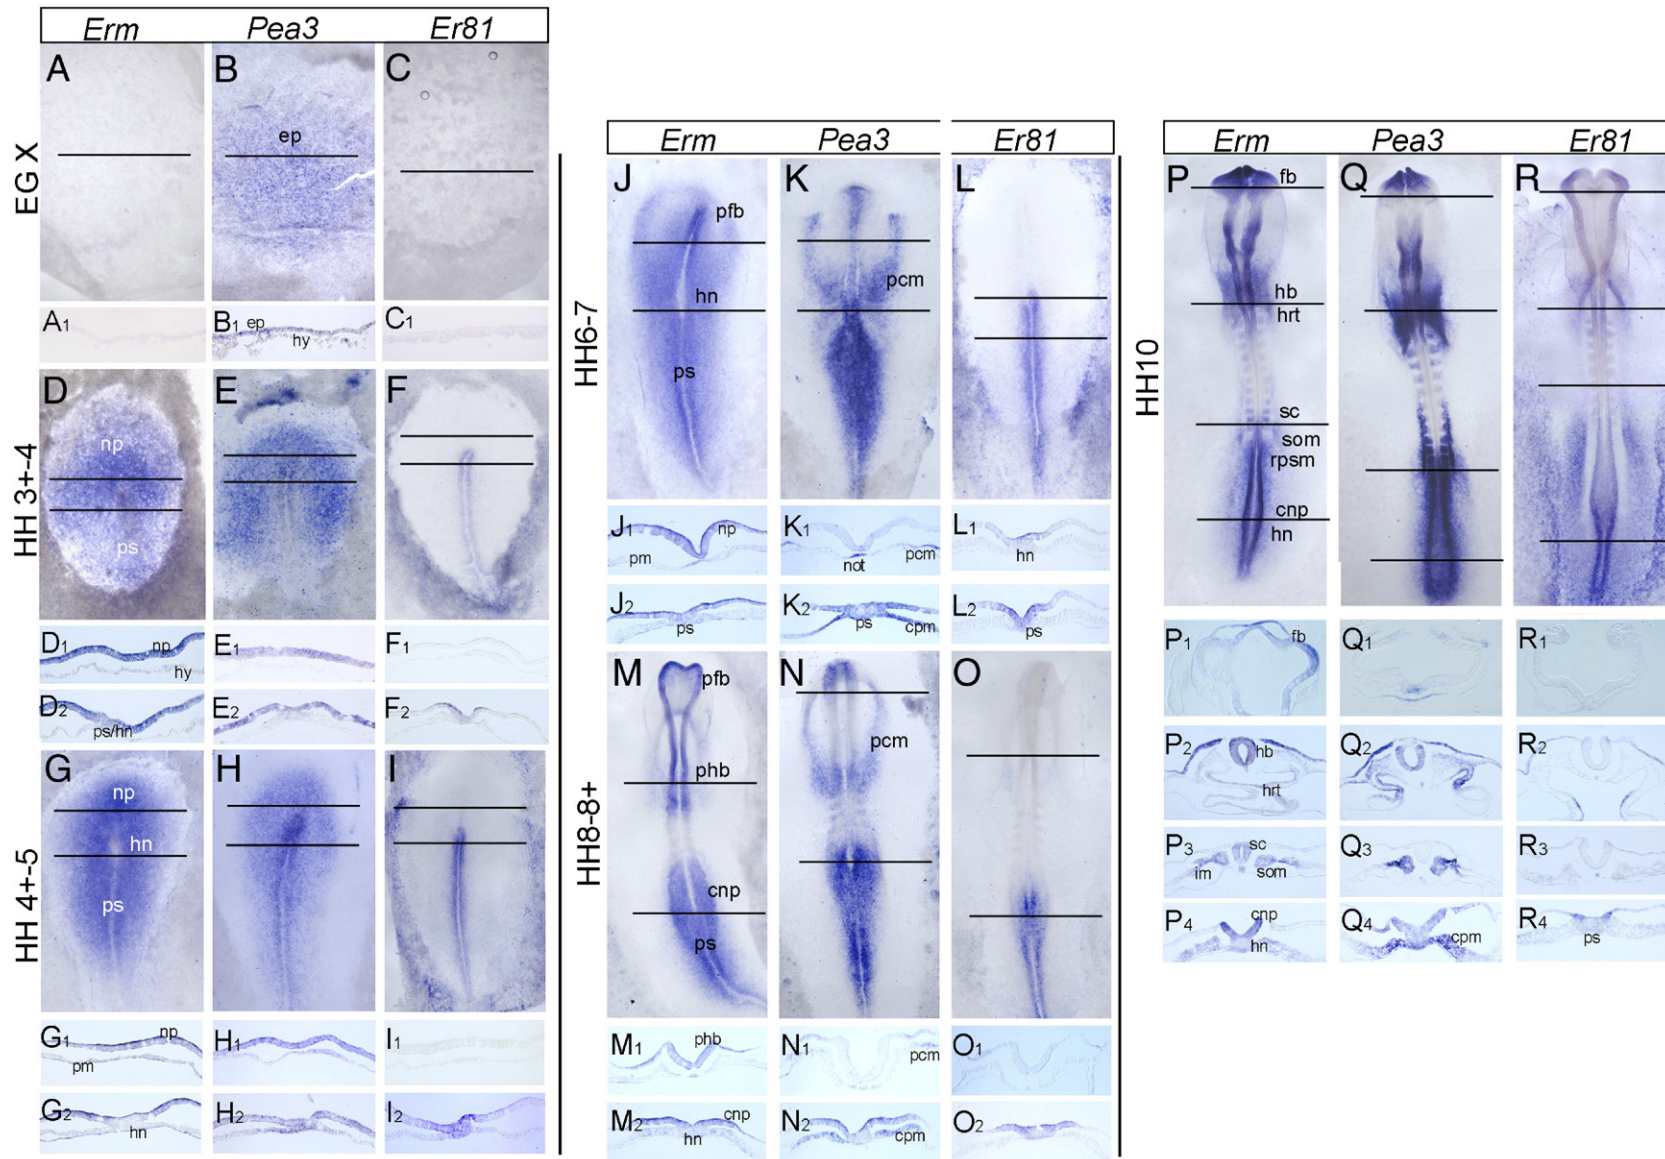 Erm Pea3 Er81
EG X
A B C
ep
A1 B1 ep hy C1
HH 3+-4
D E F
np
ps
D1 np hy E1 F1
D2 ps/hn E2 F2
HH 4+-5
G H I
np
hn
ps
G1 np pm H1 I1
G2 hn H2 I2
Erm Pea3 Er81
HH6-7
J K L
pfb
pcm
hn
ps
J1 np pm K1 not pcm L1 hn
J2 ps K2 ps cpm L2 ps
HH8-8+
M N O
pfb
pcm
phb
cnp
ps
M1 phb N1 pcm O1
M2 cnp hn N2 cpm O2
Erm Pea3 Er81
HH10
P Q R
fb
hb
hrt
sc
som
rpsm
cnp
hn
P1 fb Q1 R1
P2 hb hrt Q2 R2
P3 sc im som Q3 R3
P4 cnp hn Q4 cpm R4 ps